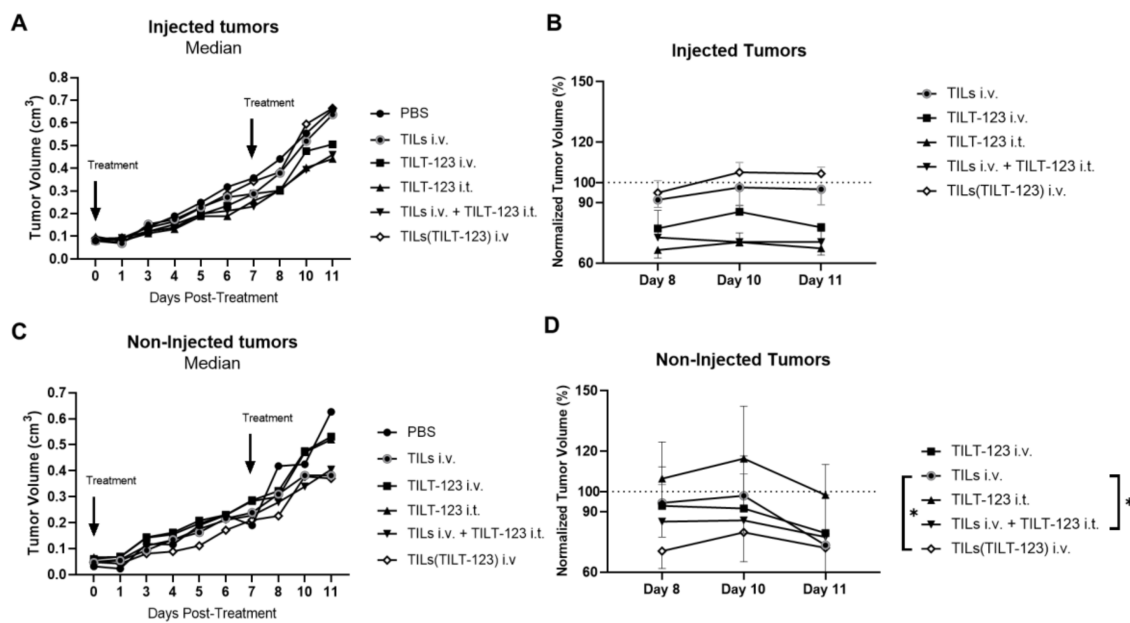 A
Injected tumors
Median
Tumor Volume (cm3)
0.8
0.7
0.6
0.5
0.4
0.3
0.2
0.1
0.0
Treatment
Treatment
0 1 3 4 5 6 7 8 10 11
Days Post-Treatment
PBS
TILs i.v.
TILT-123 i.v.
TILT-123 i.t.
TILs i.v. + TILT-123 i.t.
TILs(TILT-123) i.v
B
Injected Tumors
Normalized Tumor Volume (%)
150
120
100
90
60
Day 8 Day 10 Day 11
TILs i.v.
TILT-123 i.v.
TILT-123 i.t.
TILs i.v. + TILT-123 i.t.
TILs(TILT-123) i.v.
C
Non-Injected tumors
Median
Tumor Volume (cm3)
0.7
0.6
0.5
0.4
0.3
0.2
0.1
0.0
Treatment
Treatment
0 1 3 4 5 6 7 8 10 11
Days Post-Treatment
PBS
TILs i.v.
TILT-123 i.v.
TILT-123 i.t.
TILs i.v. + TILT-123 i.t.
TILs(TILT-123) i.v
D
Non-Injected Tumors
Normalized Tumor Volume (%)
150
120
100
90
60
Day 8 Day 10 Day 11
TILT-123 i.v.
TILs i.v.
TILT-123 i.t.
TILs i.v. + TILT-123 i.t.
TILs(TILT-123) i.v.
*
*